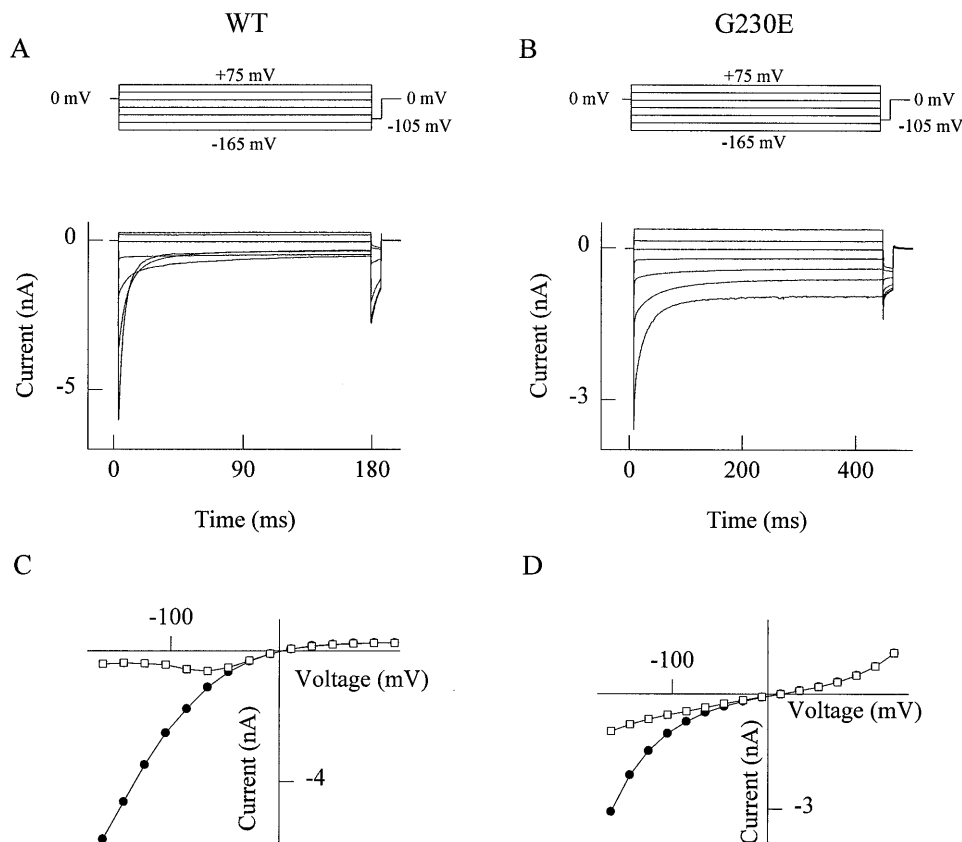 WT
G230E
A
B
+75 mV
0 mV
0 mV
-105 mV
-165 mV
+75 mV
0 mV
0 mV
-105 mV
-165 mV
Current (nA)
0
-5
0
90
180
Time (ms)
Current (nA)
0
-3
0
200
400
Time (ms)
C
D
-100
Voltage (mV)
Current (nA)
-4
-100
Voltage (mV)
Current (nA)
-3